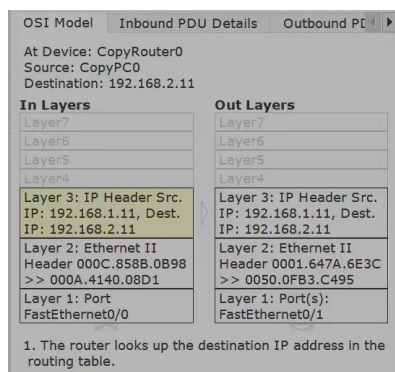 OSI Model Inbound PDU Details Outbound PD
At Device: CopyRouter0
Source: CopyPC0
Destination: 192.168.2.11
In Layers Out Layers
Layer7 Layer7
Layer6 Layer6
Layer5 Layer5
Layer4 Layer4
Layer 3: IP Header Src. Layer 3: IP Header Src.
IP: 192.168.1.11, Dest. IP: 192.168.1.11, Dest.
IP: 192.168.2.11 IP: 192.168.2.11
Layer 2: Ethernet II Layer 2: Ethernet II
Header 000C.858B.0B98 Header 0001.647A.6E3C
>> 000A.4140.08D1 >> 0050.0FB3.C495
Layer 1: Port Layer 1: Port(s):
FastEthernet0/0 FastEthernet0/1
1. The router looks up the destination IP address in the
routing table.